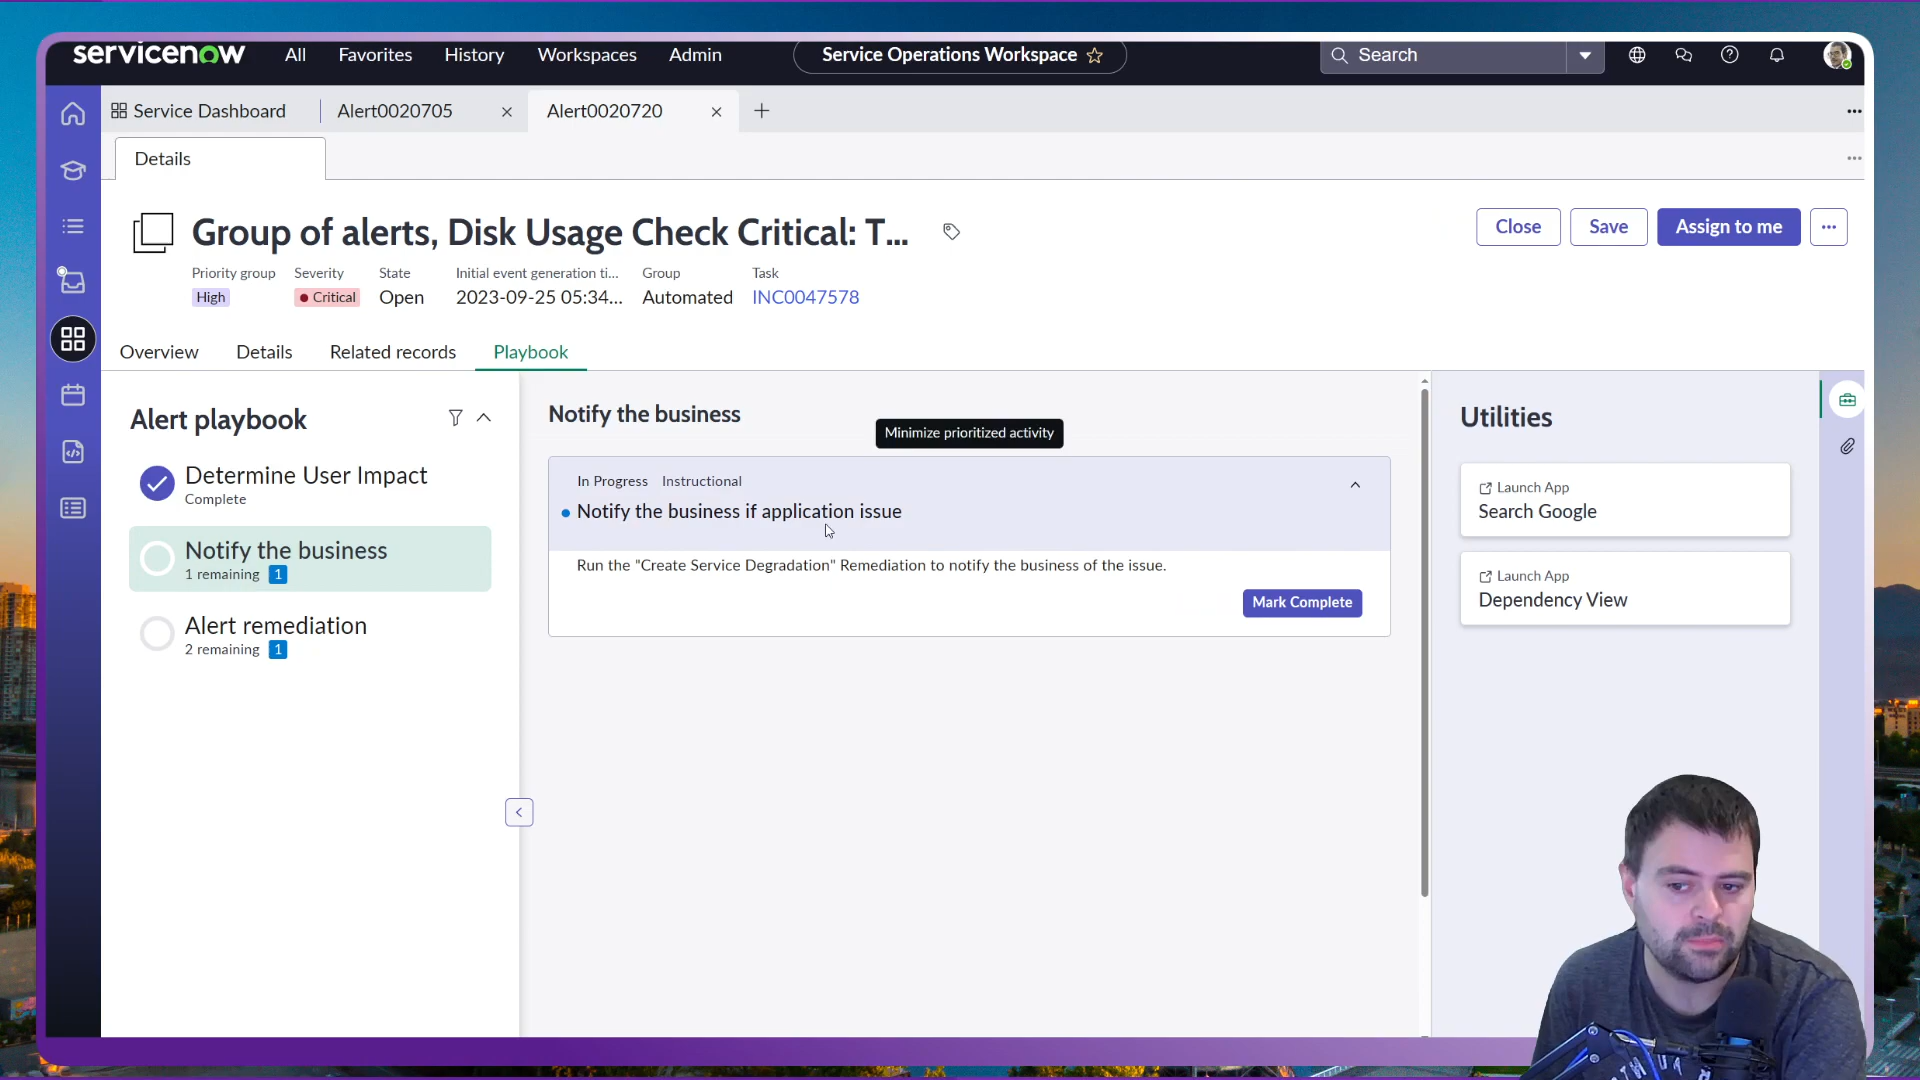 servicenow
All
Favorites
History
Workspaces
Admin
Service Operations Workspace
Search
Service Dashboard
Alert0020705
Alert0020720
Details
Group of alerts, Disk Usage Check Critical: T...
Close
Save
Assign to me
Priority group
Severity
State
Initial event generation ti...
Group
Task
High
Critical
Open
2023-09-25 05:34...
Automated
INC0047578
Overview
Details
Related records
Playbook
Alert playbook
Determine User Impact
Complete
Notify the business
1 remaining 1
Alert remediation
2 remaining 1
Notify the business
Minimize prioritized activity
In Progress Instructional
Notify the business if application issue
Run the "Create Service Degradation" Remediation to notify the business of the issue.
Mark Complete
Utilities
Launch App
Search Google
Launch App
Dependency View